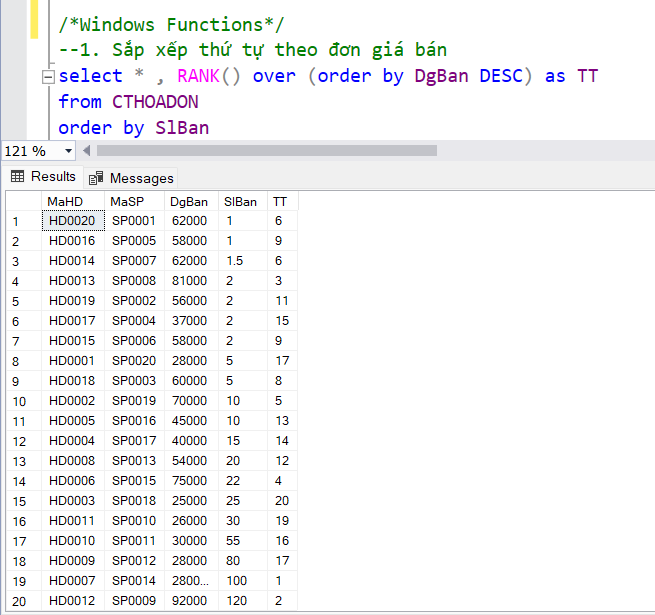 /*Windows Functions*/
--1. Sắp xếp thứ tự theo đơn giá bán
select * , RANK() over (order by DgBan DESC) as TT
from CTHOADON
order by SlBan
121 %
Results Messages
MaHD MaSP DgBan SlBan TT
1 HD0020 SP0001 62000 1 6
2 HD0016 SP0005 58000 1 9
3 HD0014 SP0007 62000 1.5 6
4 HD0013 SP0008 81000 2 3
5 HD0019 SP0002 56000 2 11
6 HD0017 SP0004 37000 2 15
7 HD0015 SP0006 58000 2 9
8 HD0001 SP0020 28000 5 17
9 HD0018 SP0003 60000 5 8
10 HD0002 SP0019 70000 10 5
11 HD0005 SP0016 45000 10 13
12 HD0004 SP0017 40000 15 14
13 HD0008 SP0013 54000 20 12
14 HD0006 SP0015 75000 22 4
15 HD0003 SP0018 25000 25 20
16 HD0011 SP0010 26000 30 19
17 HD0010 SP0011 30000 55 16
18 HD0009 SP0012 28000 80 17
19 HD0007 SP0014 2800... 100 1
20 HD0012 SP0009 92000 120 2